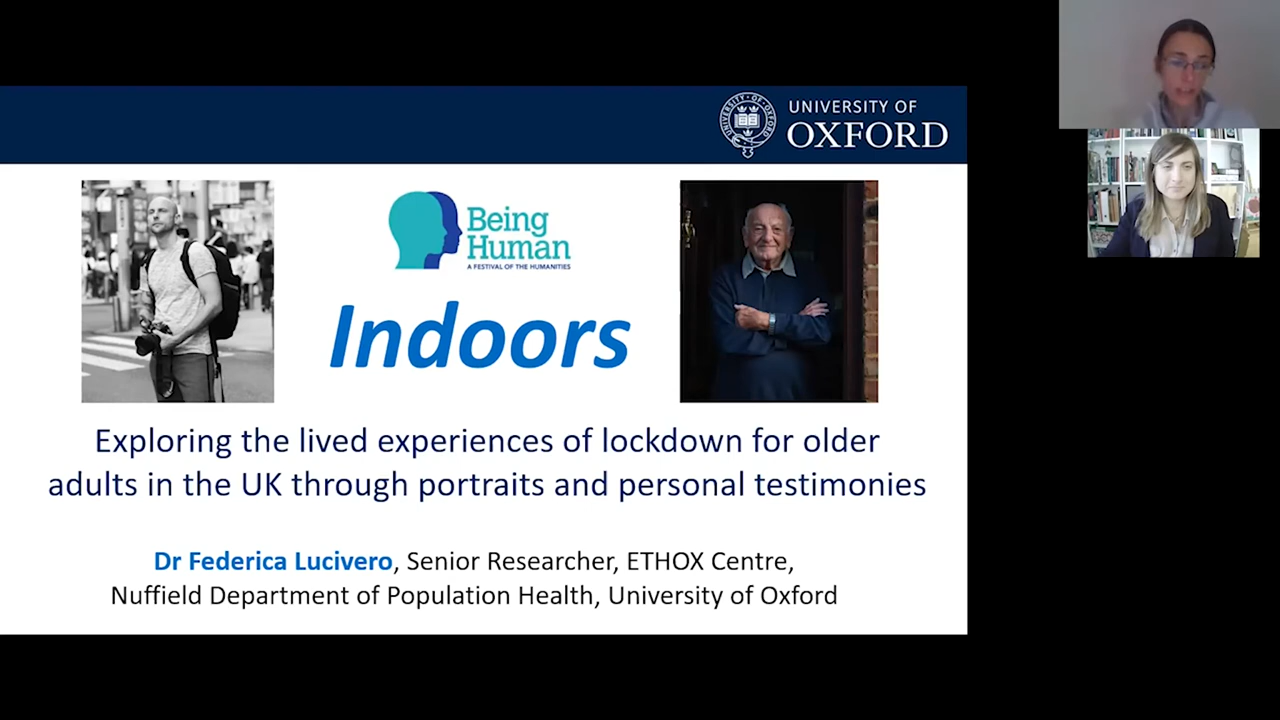 UNIVERSITY OF
OXFORD
Being
Human
A FESTIVAL OF THE HUMANITIES
Indoors
Exploring the lived experiences of lockdown for older
adults in the UK through portraits and personal testimonies
Dr Federica Lucivero, Senior Researcher, ETHOX Centre,
Nuffield Department of Population Health, University of Oxford